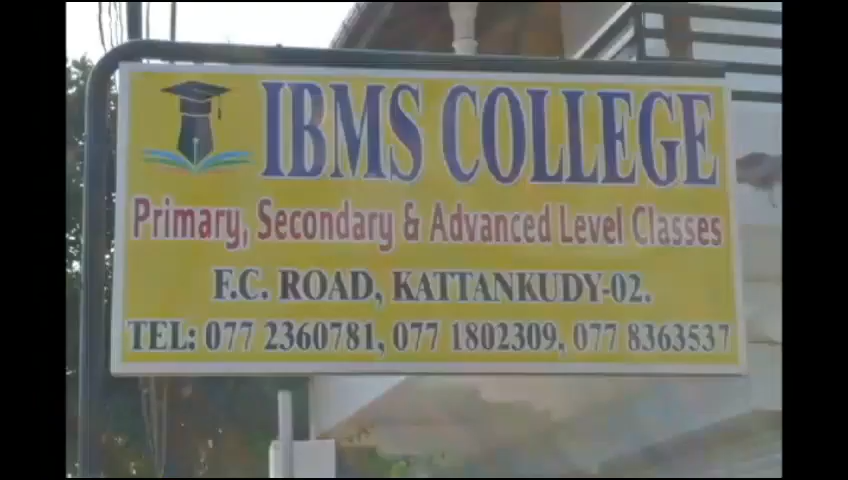 IBMS COLLEGE
Primary, Secondary & Advanced Level Classes
F.C. ROAD, KATTANKUDY-02.
TEL: 077 2360781, 077 1802309, 077 8363537